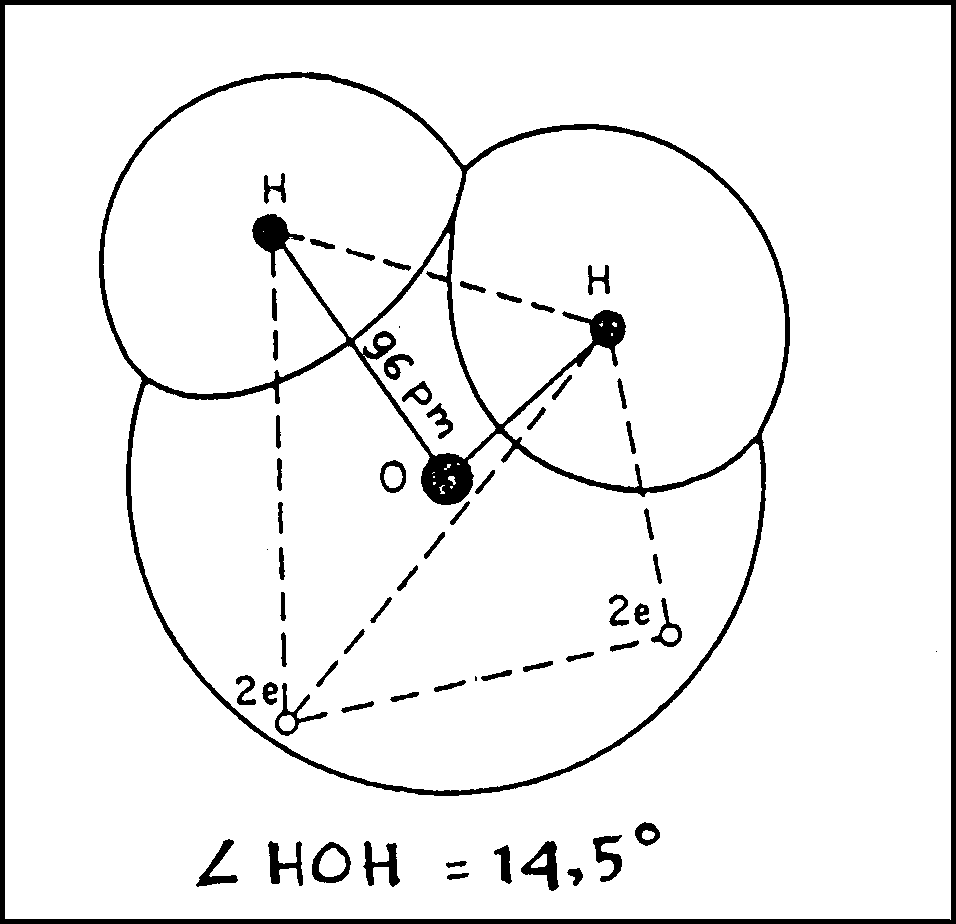 H
H
96 pm
O
2e
2e
∠ HOH = 14,5°